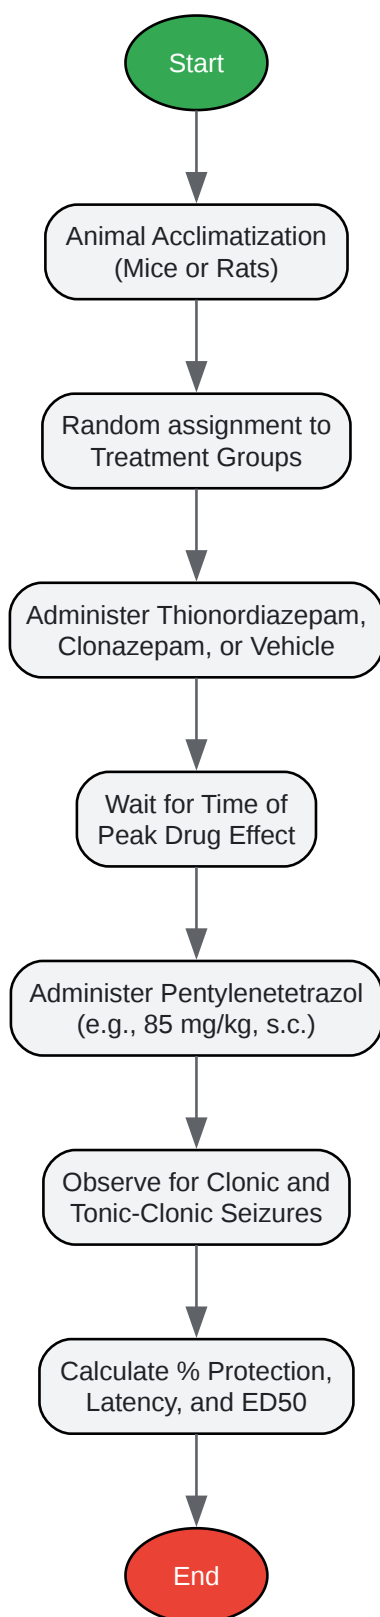 Start
Animal Acclimatization
(Mice or Rats)
Random assignment to
Treatment Groups
Administer Thionordiazepam,
Clonazepam, or Vehicle
Wait for Time of
Peak Drug Effect
Administer Pentylenetetrazol
(e.g., 85 mg/kg, s.c.)
Observe for Clonic and
Tonic-Clonic Seizures
Calculate % Protection,
Latency, and ED50
End